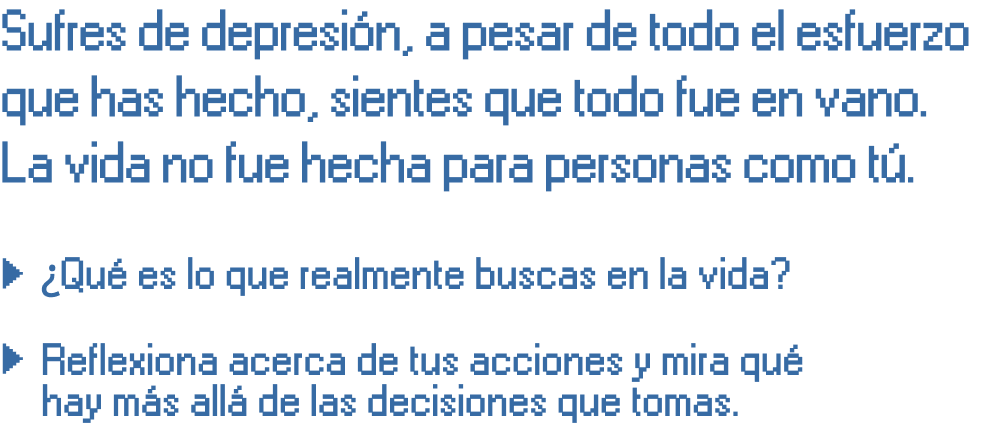 Sufres de depresión, a pesar de todo el esfuerzo
que has hecho, sientes que todo fue en vano.
La vida no fue hecha para personas como tú.
¿Qué es lo que realmente buscas en la vida?
Reflexiona acerca de tus acciones y mira qué
hay más allá de las decisiones que tomas.